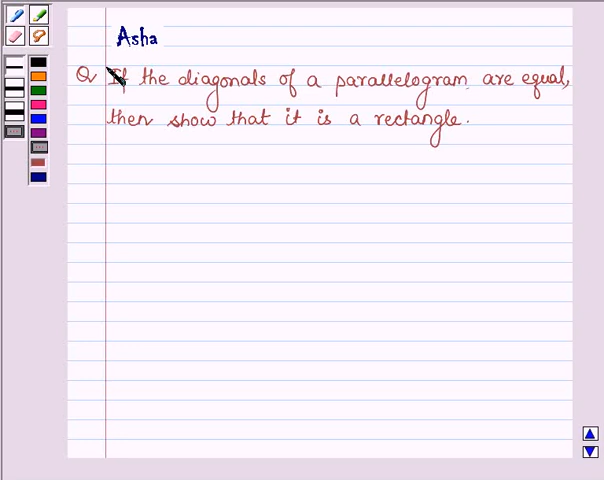 Asha
Q If the diagonals of a parallelogram are equal,
then show that it is a rectangle.